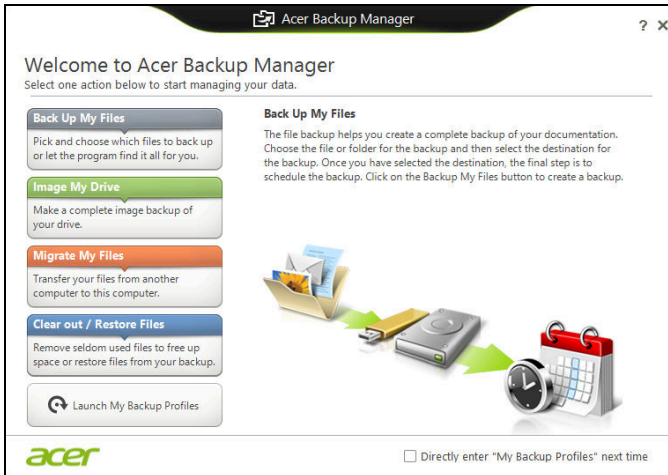 Acer Backup Manager
? X
Welcome to Acer Backup Manager
Select one action below to start managing your data.
Back Up My Files
Pick and choose which files to back up
or let the program find it all for you.
Image My Drive
Make a complete image backup of
your drive.
Migrate My Files
Transfer your files from another
computer to this computer.
Clear out / Restore Files
Remove seldom used files to free up
space or restore files from your backup.
Launch My Backup Profiles
Back Up My Files
The file backup helps you create a complete backup of your documentation.
Choose the file or folder for the backup and then select the destination for
the backup. Once you have selected the destination, the final step is to
schedule the backup. Click on the Backup My Files button to create a backup.
acer
Directly enter "My Backup Profiles" next time